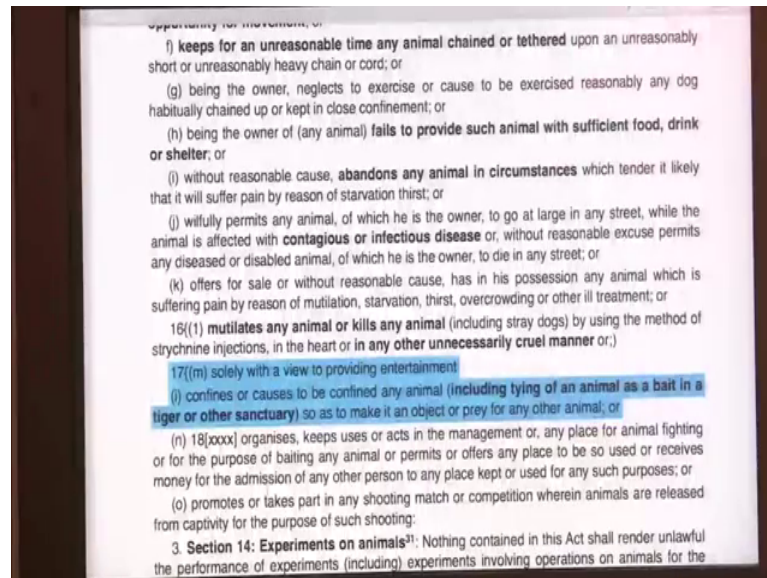 opportunity for movement; or
f) keeps for an unreasonable time any animal chained or tethered upon an unreasonably
short or unreasonably heavy chain or cord; or
(g) being the owner, neglects to exercise or cause to be exercised reasonably any dog
habitually chained up or kept in close confinement; or
(h) being the owner of (any animal) fails to provide such animal with sufficient food, drink
or shelter; or
(i) without reasonable cause, abandons any animal in circumstances which tender it likely
that it will suffer pain by reason of starvation thirst; or
(j) wilfully permits any animal, of which he is the owner, to go at large in any street, while the
animal is affected with contagious or infectious disease or, without reasonable excuse permits
any diseased or disabled animal, of which he is the owner, to die in any street; or
(k) offers for sale or without reasonable cause, has in his possession any animal which is
suffering pain by reason of mutilation, starvation, thirst, overcrowding or other ill treatment; or
16((1) mutilates any animal or kills any animal (including stray dogs) by using the method of
strychnine injections, in the heart or in any other unnecessarily cruel manner or;)
17((m) solely with a view to providing entertainment
(i) confines or causes to be confined any animal (including tying of an animal as a bait in a
tiger or other sanctuary) so as to make it an object or prey for any other animal; or
(n) 18[xxxx] organises, keeps uses or acts in the management or, any place for animal fighting
or for the purpose of baiting any animal or permits or offers any place to be so used or receives
money for the admission of any other person to any place kept or used for any such purposes; or
(o) promotes or takes part in any shooting match or competition wherein animals are released
from captivity for the purpose of such shooting:
3. Section 14: Experiments on animals³¹: Nothing contained in this Act shall render unlawful
the performance of experiments (including) experiments involving operations on animals for the